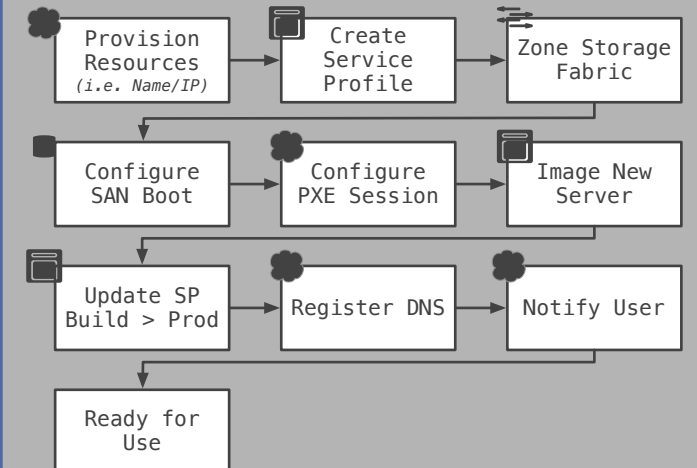 Provision
Resources
(i.e. Name/IP)
Create
Service
Profile
Zone Storage
Fabric
Configure
SAN Boot
Configure
PXE Session
Image New
Server
Update SP
Build > Prod
Register DNS
Notify User
Ready for
Use